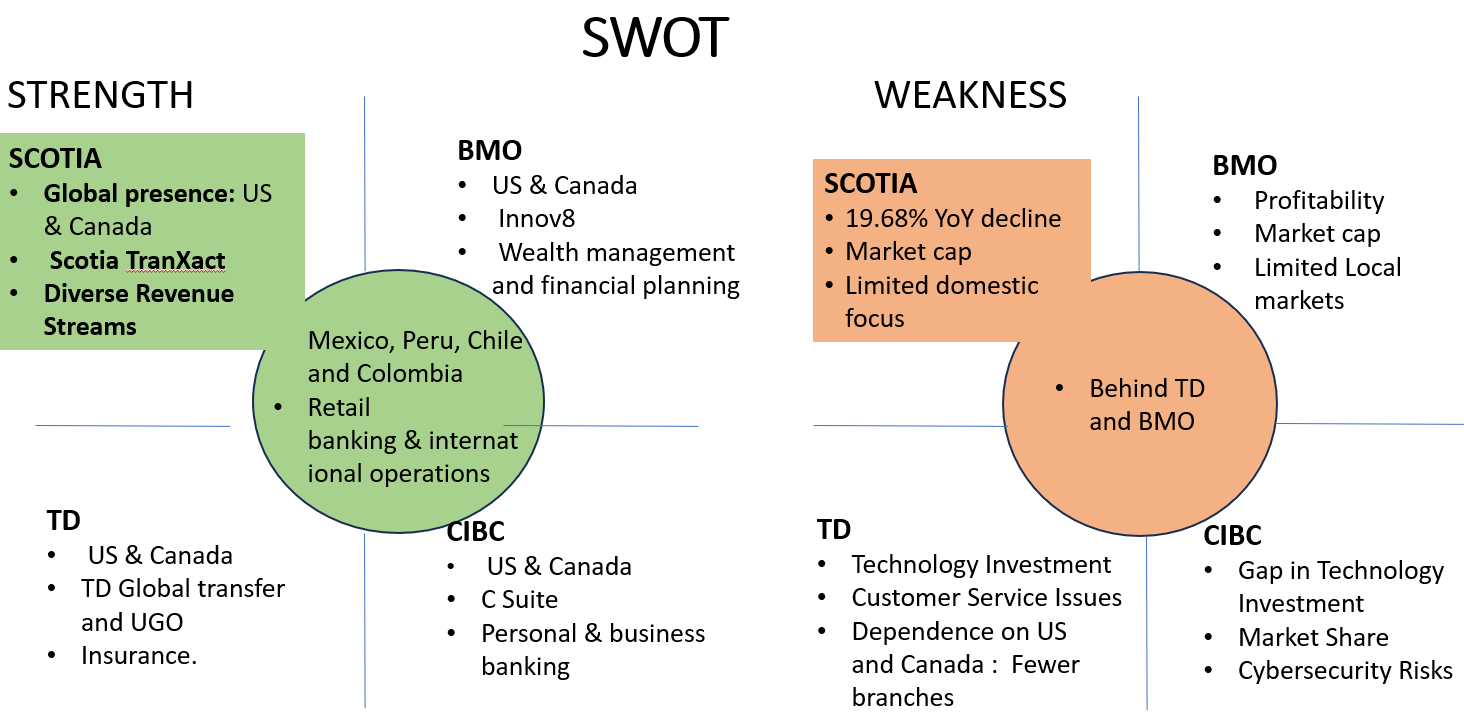 SWOT
STRENGTH
SCOTIA
• Global presence: US
& Canada
• Scotia TranXact
• Diverse Revenue
Streams
BMO
• US & Canada
• Innov8
• Wealth management
and financial planning
Mexico, Peru, Chile
and Colombia
• Retail
banking & internat
ional operations
TD
• US & Canada
• TD Global transfer
and UGO
• Insurance.
CIBC
• US & Canada
• C Suite
• Personal & business
banking
WEAKNESS
SCOTIA
• 19.68% YoY decline
• Market cap
• Limited domestic
focus
BMO
• Profitability
• Market cap
• Limited Local
markets
• Behind TD
and BMO
TD
• Technology Investment
• Customer Service Issues
• Dependence on US
and Canada : Fewer
branches
CIBC
• Gap in Technology
Investment
• Market Share
• Cybersecurity Risks